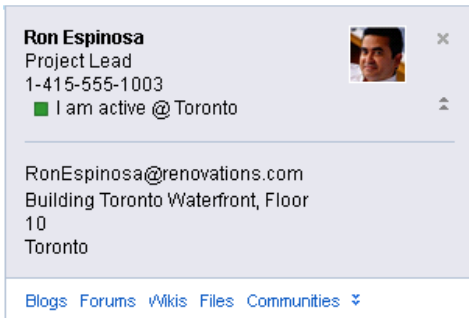 Ron Espinosa
Project Lead
1-415-555-1003
I am active @ Toronto
RonEspinosa@renovations.com
Building Toronto Waterfront, Floor
10
Toronto
Blogs Forums Wikis Files Communities